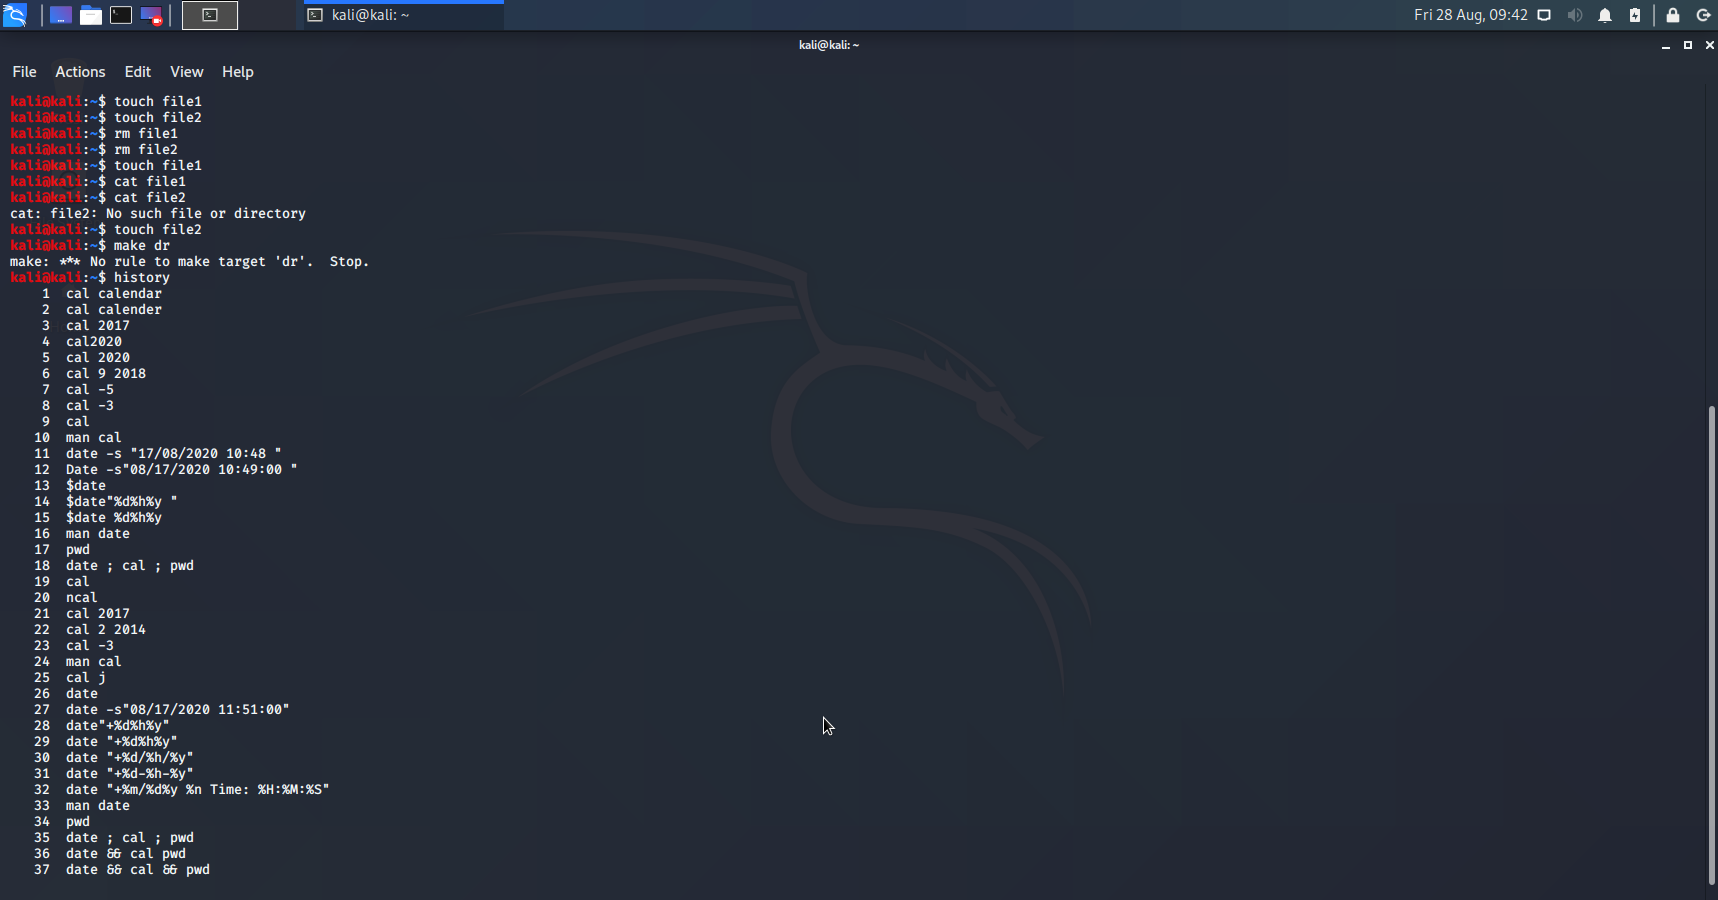 kali@kali: ~
Fri 28 Aug, 09:42
kali@kali: ~
File Actions Edit View Help
kali@kali:~$ touch file1
kali@kali:~$ touch file2
kali@kali:~$ rm file1
kali@kali:~$ rm file2
kali@kali:~$ touch file1
kali@kali:~$ cat file1
kali@kali:~$ cat file2
cat: file2: No such file or directory
kali@kali:~$ touch file2
kali@kali:~$ make dr
make: *** No rule to make target 'dr'.  Stop.
kali@kali:~$ history
    1  cal calendar
    2  cal calender
    3  cal 2017
    4  cal2020
    5  cal 2020
    6  cal 9 2018
    7  cal -5
    8  cal -3
    9  cal
   10  man cal
   11  date -s "17/08/2020 10:48 "
   12  Date -s"08/17/2020 10:49:00 "
   13  $date
   14  $date"%d%h%y "
   15  $date %d%h%y
   16  man date
   17  pwd
   18  date ; cal ; pwd
   19  cal
   20  ncal
   21  cal 2017
   22  cal 2 2014
   23  cal -3
   24  man cal
   25  cal j
   26  date
   27  date -s"08/17/2020 11:51:00"
   28  date"+%d%h%y"
   29  date "+%d%h%y"
   30  date "+%d/%h/%y"
   31  date "+%d-%h-%y"
   32  date "+%m/%d%y %n Time: %H:%M:%S"
   33  man date
   34  pwd
   35  date ; cal ; pwd
   36  date && cal pwd
   37  date && cal && pwd